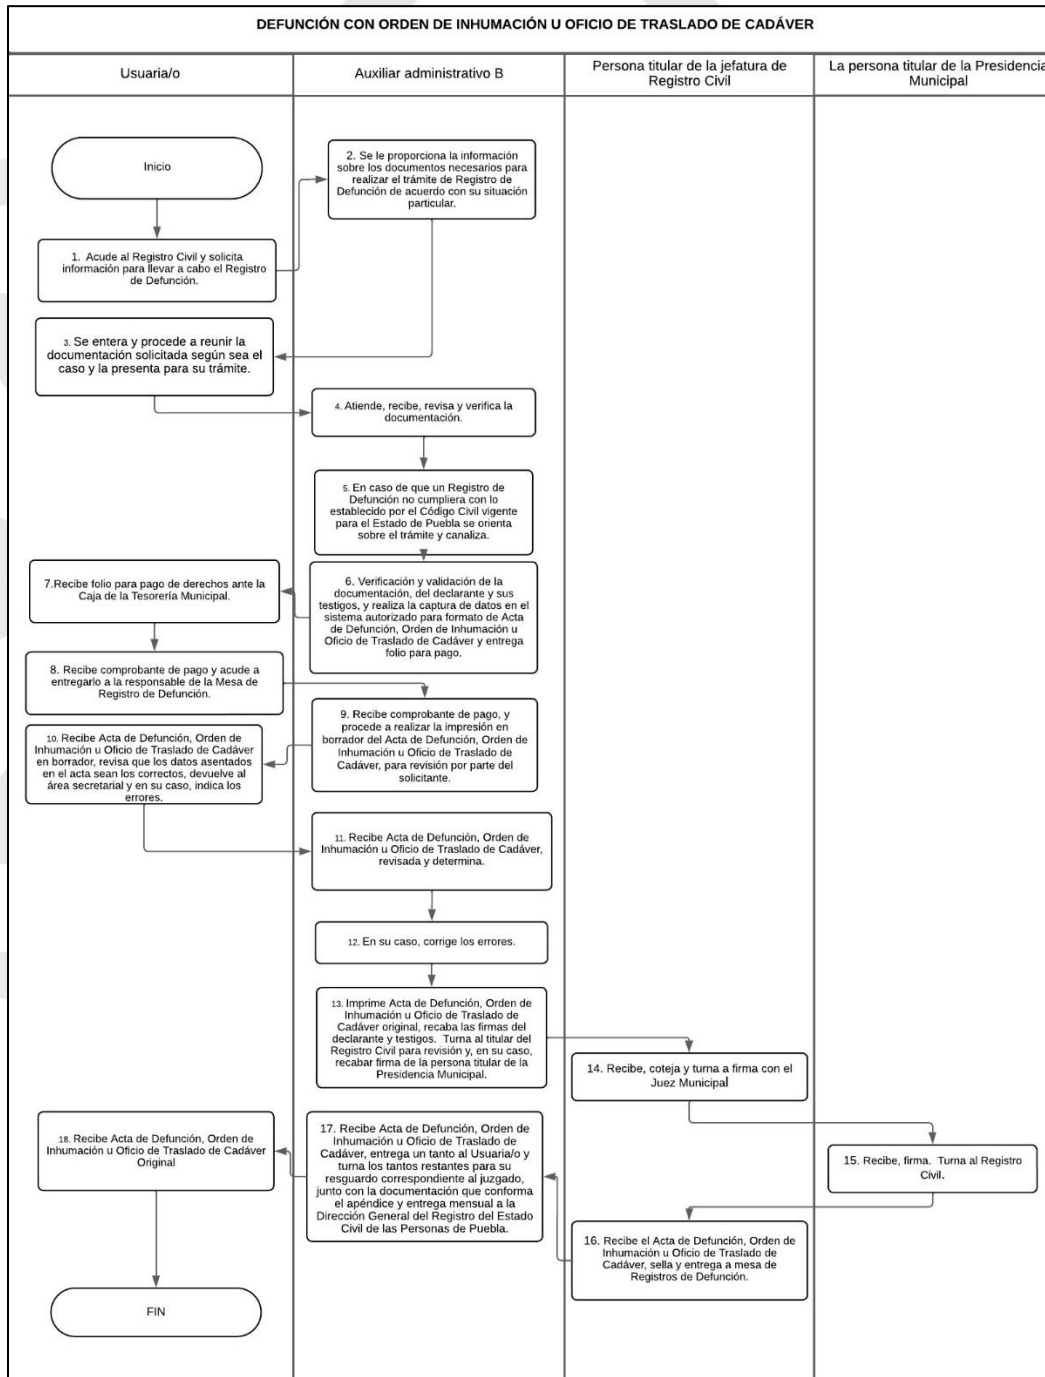 DEFUNCIÓN CON ORDEN DE INHUMACIÓN U OFICIO DE TRASLADO DE CADÁVER
Usuaria/o
Auxiliar administrativo B
Persona titular de la jefatura de
Registro Civil
La persona titular de la Presidencia
Municipal
Inicio
1. Acude al Registro Civil y solicita
información para llevar a cabo el Registro
de Defunción.
2. Se le proporciona la información
sobre los documentos necesarios para
realizar el trámite de Registro de
Defunción de acuerdo con su situación
particular.
3. Se entera y procede a reunir la
documentación solicitada según sea el
caso y la presenta para su trámite.
4. Atiende, recibe, revisa y verifica la
documentación.
5. En caso de que un Registro de
Defunción no cumpliera con lo
establecido por el Código Civil vigente
para el Estado de Puebla se orienta
sobre el trámite y canaliza.
6. Verificación y validación de la
documentación, del declarante y sus
testigos, y realiza la captura de datos en el
sistema autorizado para formato de Acta
de Defunción, Orden de Inhumación u
Oficio de Traslado de Cadáver y entrega
folio para pago.
7.Recibe folio para pago de derechos ante la
Caja de la Tesorería Municipal.
8. Recibe comprobante de pago y acude a
entregarlo a la responsable de la Mesa de
Registro de Defunción.
9. Recibe comprobante de pago, y
procede a realizar la impresión en
borrador del Acta de Defunción, Orden de
Inhumación u Oficio de Traslado de
Cadáver, para revisión por parte del
solicitante.
10. Recibe Acta de Defunción, Orden de
Inhumación u Oficio de Traslado de Cadáver
en borrador, revisa que los datos asentados
en el acta sean los correctos, devuelve al
área secretarial y en su caso, indica los
errores.
11. Recibe Acta de Defunción, Orden de
Inhumación u Oficio de Traslado de Cadáver,
revisada y determina.
12. En su caso, corrige los errores.
13. Imprime Acta de Defunción, Orden de
Inhumación u Oficio de Traslado de
Cadáver original, recaba las firmas del
declarante y testigos. Turna al titular del
Registro Civil para revisión y, en su caso,
recabar firma de la persona titular de la
Presidencia Municipal.
14. Recibe, coteja y turna a firma con el
Juez Municipal
15. Recibe, firma. Turna al Registro
Civil.
16. Recibe el Acta de Defunción, Orden de
Inhumación u Oficio de Traslado de
Cadáver, sella y entrega a mesa de
Registros de Defunción.
17. Recibe Acta de Defunción, Orden de
Inhumación u Oficio de Traslado de
Cadáver, entrega un tanto al Usuaria/o y
turna los tantos restantes para su
resguardo correspondiente al juzgado,
junto con la documentación que conforma
el apéndice y entrega mensual a la
Dirección General del Registro del Estado
Civil de las Personas de Puebla.
18. Recibe Acta de Defunción, Orden de
Inhumación u Oficio de Traslado de Cadáver
Original
FIN